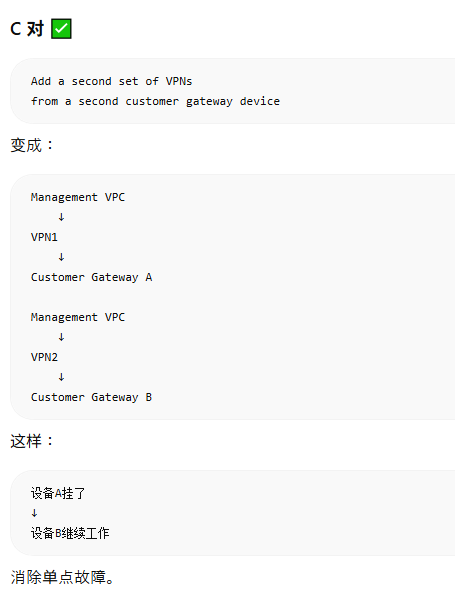 C 对 ✅
Add a second set of VPNs
from a second customer gateway device
变成：
Management VPC
↓
VPN1
↓
Customer Gateway A
Management VPC
↓
VPN2
↓
Customer Gateway B
这样：
设备A挂了
↓
设备B继续工作
消除单点故障。